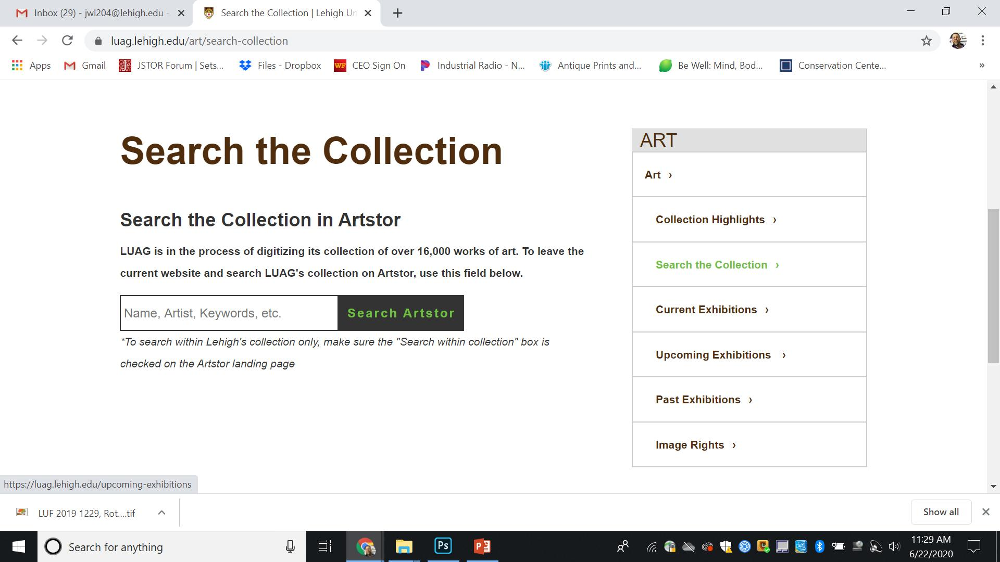 Inbox (29) - jwl204@lehigh.edu -
Search the Collection | Lehigh Un
luag.lehigh.edu/art/search-collection
Apps
Gmail
JSTOR Forum | Sets...
Files - Dropbox
WF
CEO Sign On
Industrial Radio - N...
Antique Prints and...
Be Well: Mind, Bod...
Conservation Cente...
»
Search the Collection
Search the Collection in Artstor
LUAG is in the process of digitizing its collection of over 16,000 works of art. To leave the
current website and search LUAG's collection on Artstor, use this field below.
Name, Artist, Keywords, etc.
Search Artstor
*To search within Lehigh's collection only, make sure the "Search within collection" box is
checked on the Artstor landing page
ART
Art ›
Collection Highlights ›
Search the Collection ›
Current Exhibitions ›
Upcoming Exhibitions ›
Past Exhibitions ›
Image Rights ›
https://luag.lehigh.edu/upcoming-exhibitions
LUF 2019 1229, Rot....tif
Show all
Search for anything
Ps
P
11:29 AM
6/22/2020